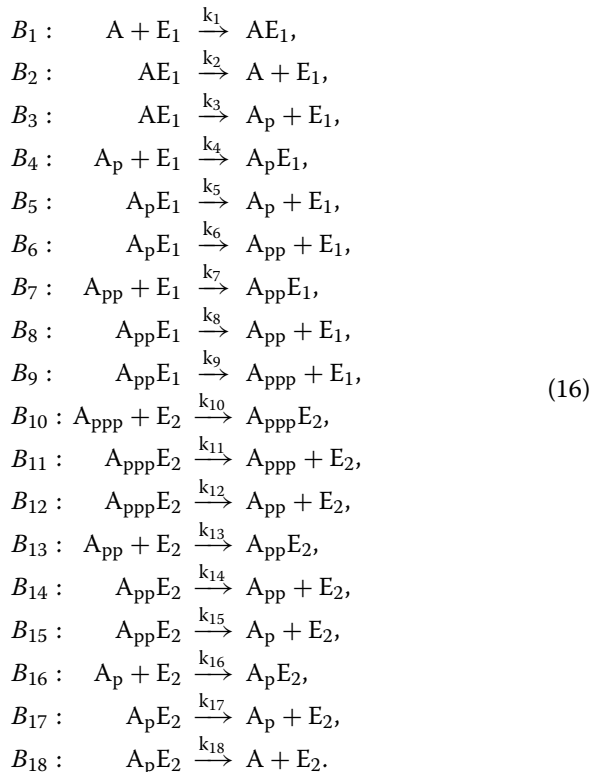 B₁ : A + E₁ —k₁→ AE₁,
B₂ : AE₁ —k₂→ A + E₁,
B₃ : AE₁ —k₃→ Aₚ + E₁,
B₄ : Aₚ + E₁ —k₄→ AₚE₁,
B₅ : AₚE₁ —k₅→ Aₚ + E₁,
B₆ : AₚE₁ —k₆→ Aₚₚ + E₁,
B₇ : Aₚₚ + E₁ —k₇→ AₚₚE₁,
B₈ : AₚₚE₁ —k₈→ Aₚₚ + E₁,
B₉ : AₚₚE₁ —k₉→ Aₚₚₚ + E₁,
(16)
B₁₀ : Aₚₚₚ + E₂ —k₁₀→ AₚₚₚE₂,
B₁₁ : AₚₚₚE₂ —k₁₁→ Aₚₚₚ + E₂,
B₁₂ : AₚₚₚE₂ —k₁₂→ Aₚₚ + E₂,
B₁₃ : Aₚₚ + E₂ —k₁₃→ AₚₚE₂,
B₁₄ : AₚₚE₂ —k₁₄→ Aₚₚ + E₂,
B₁₅ : AₚₚE₂ —k₁₅→ Aₚ + E₂,
B₁₆ : Aₚ + E₂ —k₁₆→ AₚE₂,
B₁₇ : AₚE₂ —k₁₇→ Aₚ + E₂,
B₁₈ : AₚE₂ —k₁₈→ A + E₂.